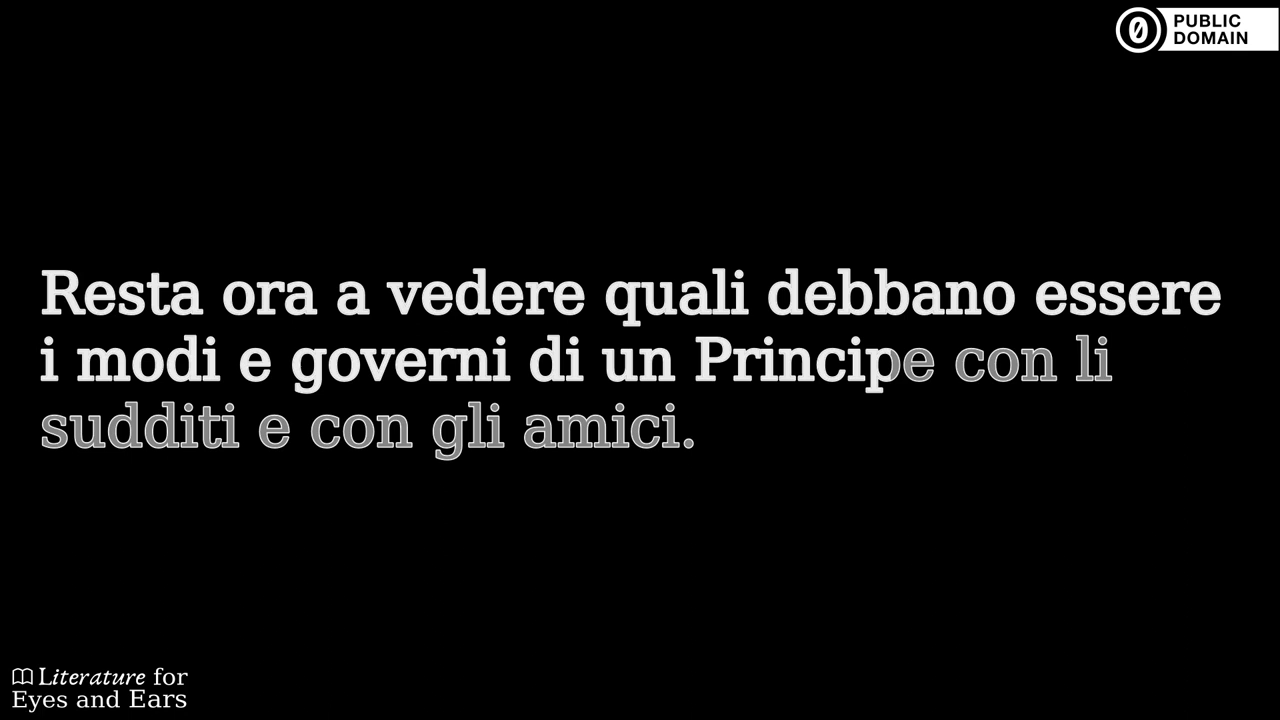 PUBLIC
DOMAIN
Resta ora a vedere quali debbano essere
i modi e governi di un Principe con li
sudditi e con gli amici.
Literature for
Eyes and Ears